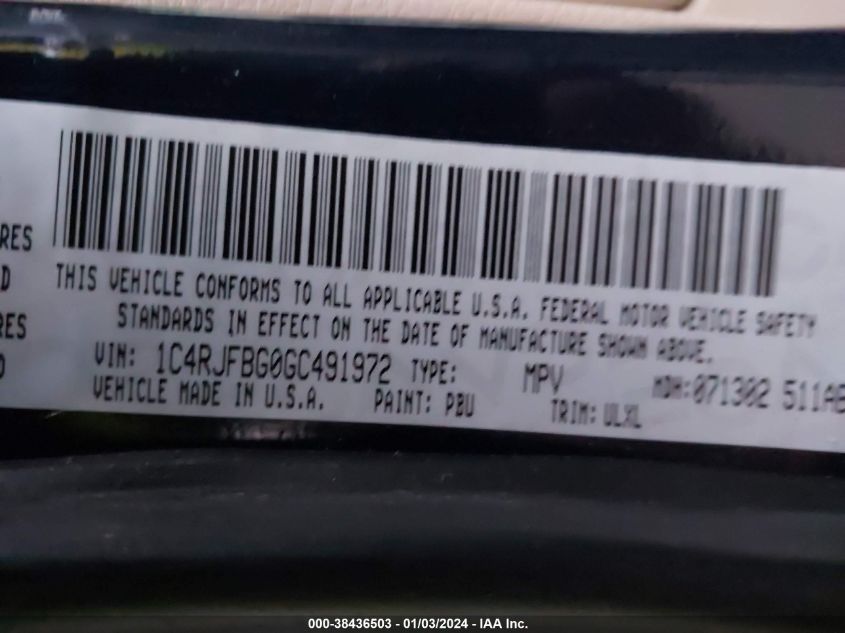 RES
D
RES
D
THIS VEHICLE CONFORMS TO ALL APPLICABLE U.S.A. FEDERAL MOTOR VEHICLE SAFETY
STANDARDS IN EFFECT ON THE DATE OF MANUFACTURE SHOWN ABOVE.
VIN: 1C4RJFBG0GC491972 TYPE: MPV MDH:071302 511AB
VEHICLE MADE IN U.S.A. PAINT: PBU TRIM: ULXL
000-38436503 - 01/03/2024 - IAA Inc.